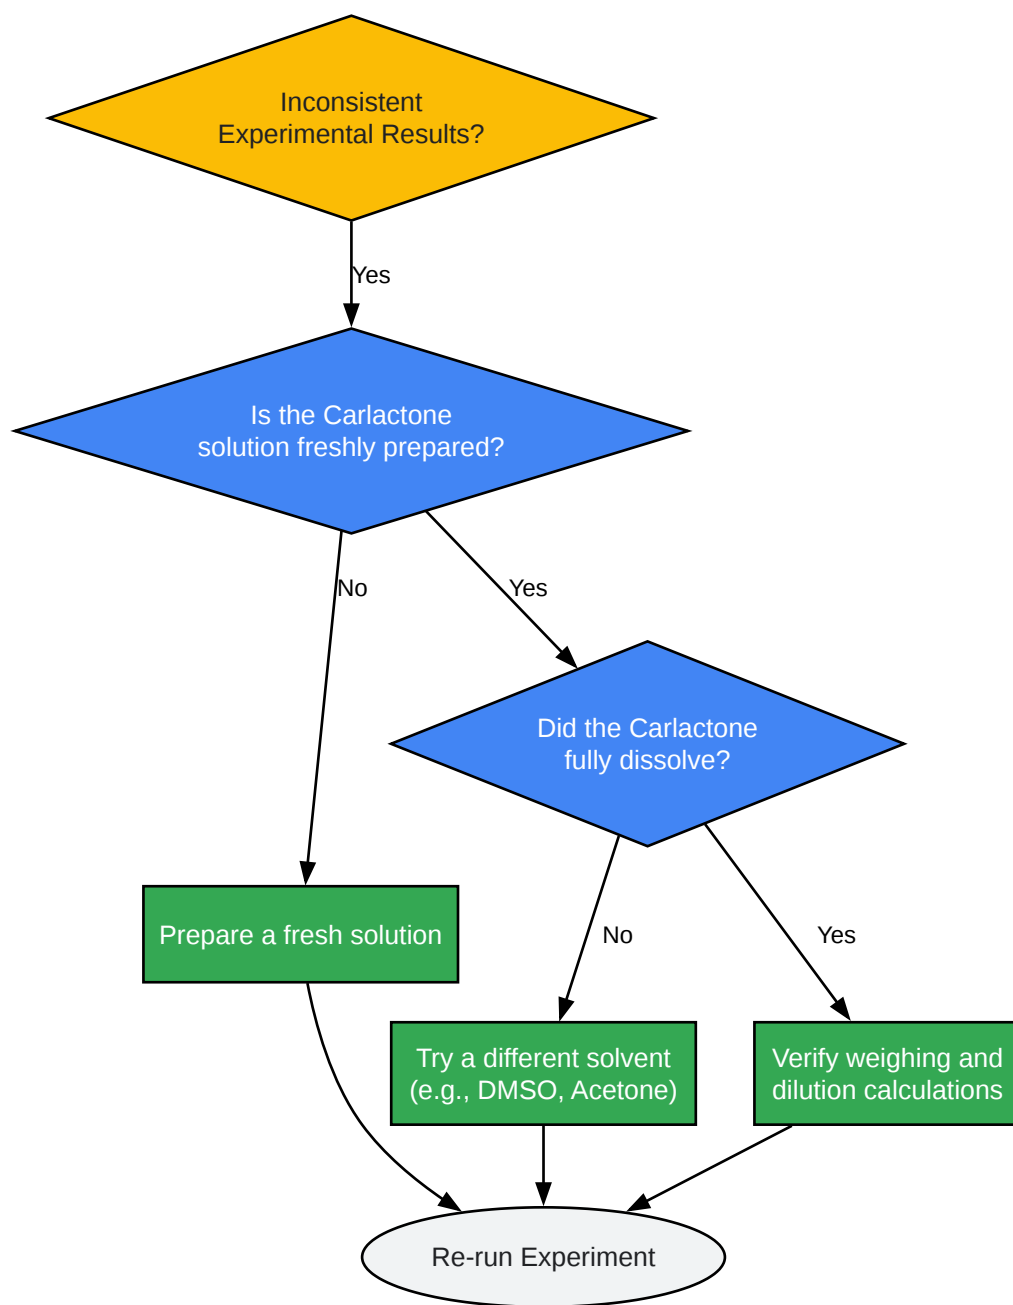 Inconsistent
Experimental Results?
Yes
Is the Carlactone
solution freshly prepared?
No
Yes
Did the Carlactone
fully dissolve?
Prepare a fresh solution
No
Yes
Try a different solvent
(e.g., DMSO, Acetone)
Verify weighing and
dilution calculations
Re-run Experiment